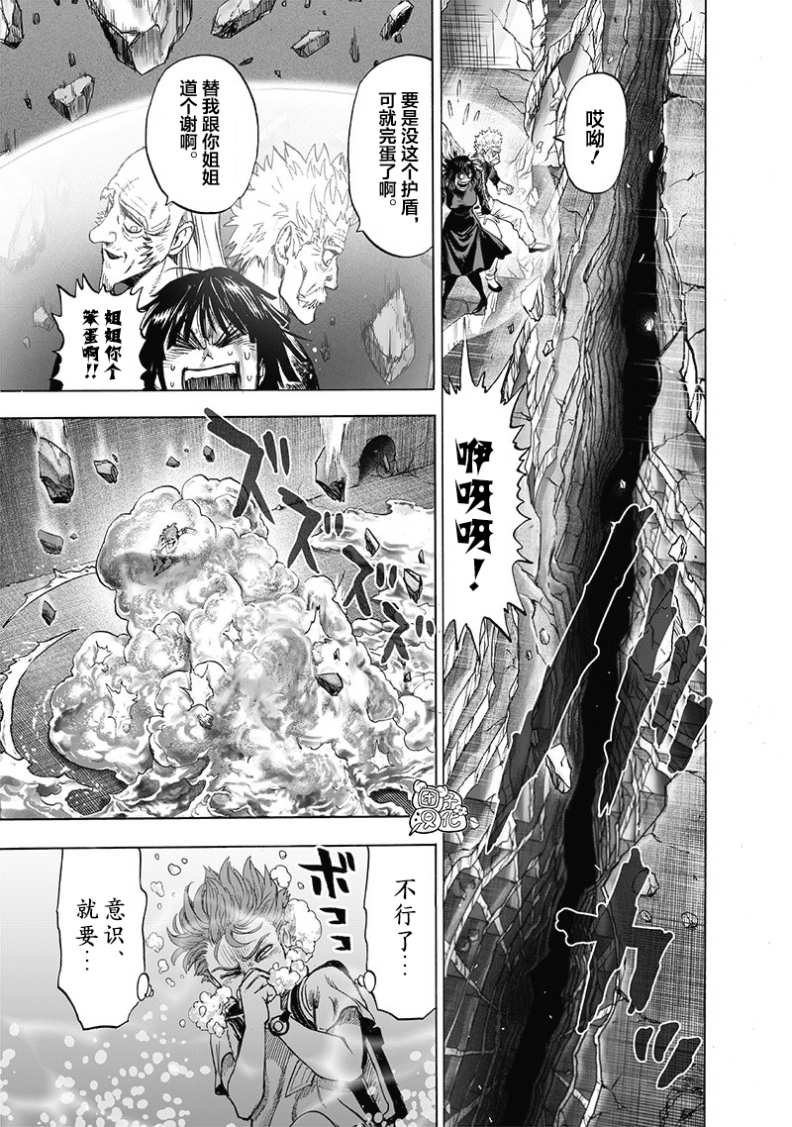 哎呦！
咿呀呀！
要是没这个护盾，
可就完蛋了啊。
替我跟你姐姐
道个谢啊。
姐姐你个
笨蛋啊!!
ズズズズ
不行了…
ボコッ
意识、
就要…